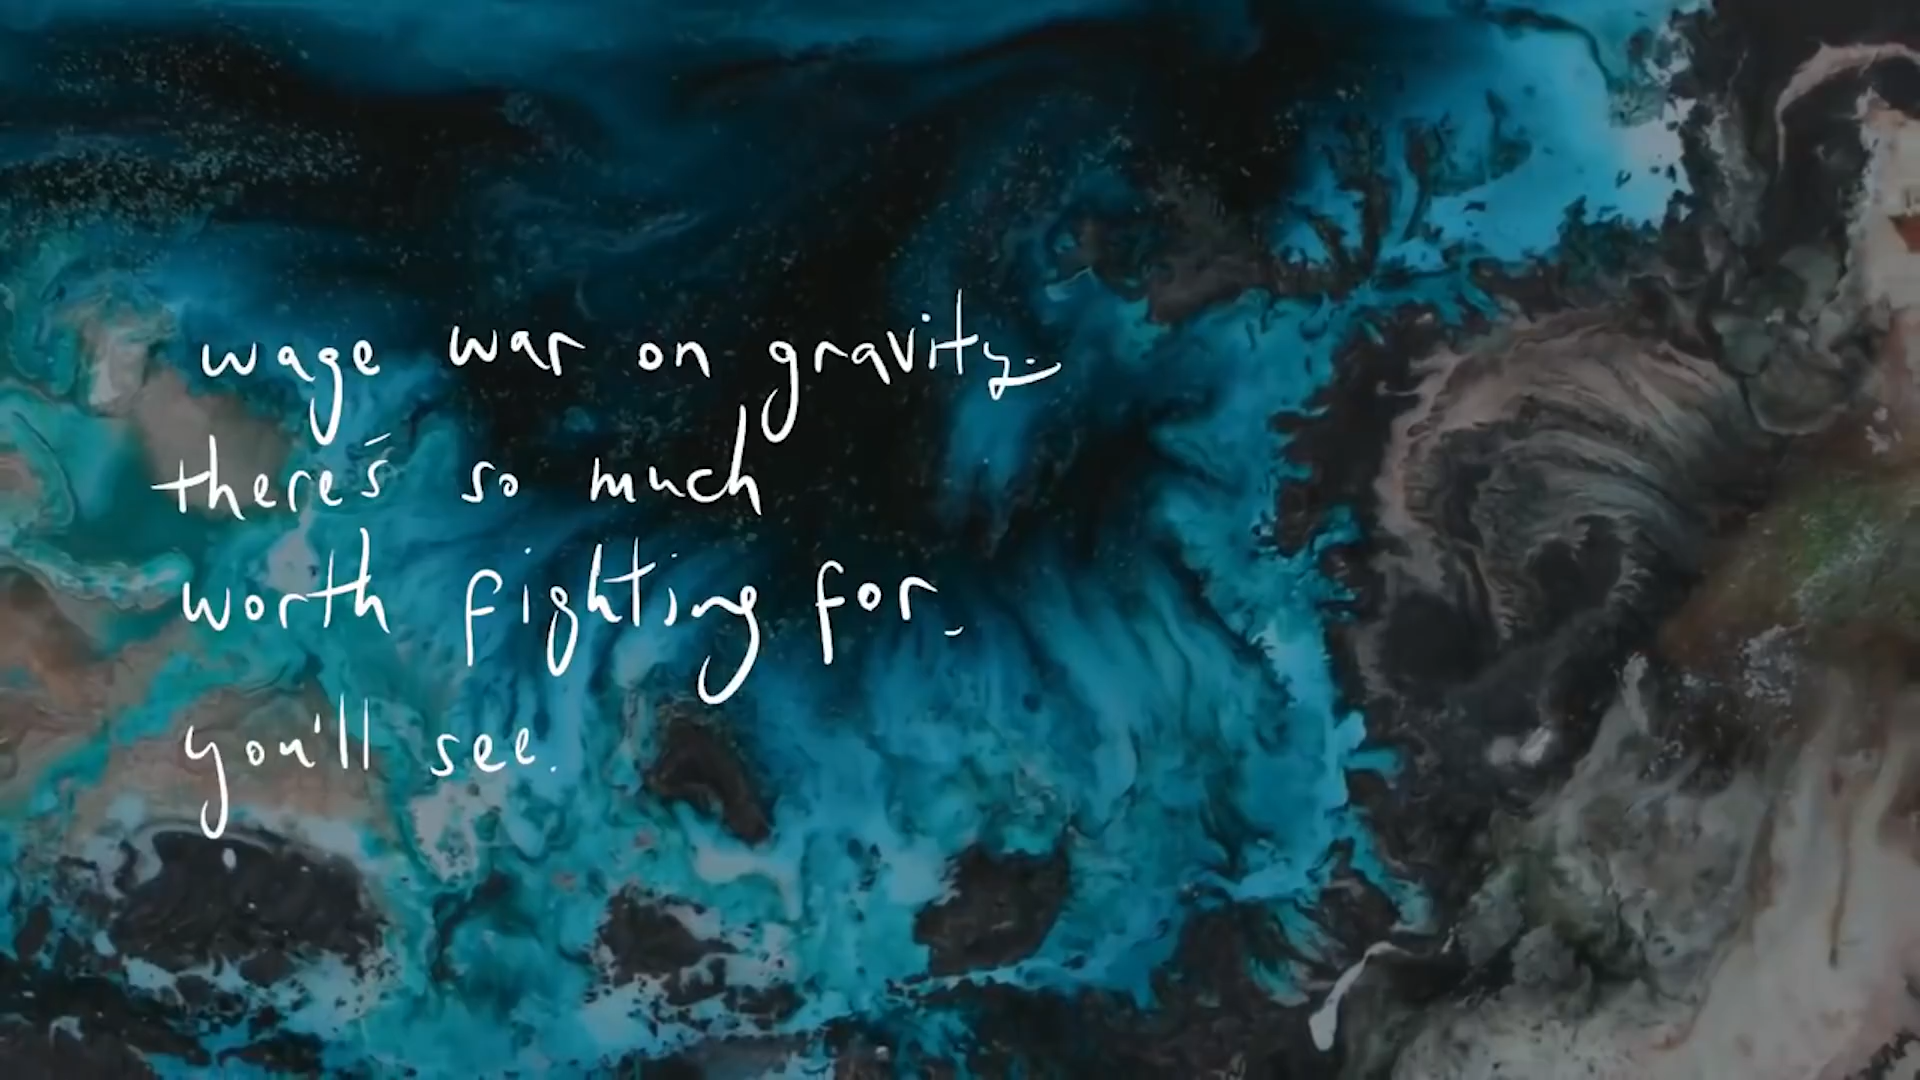 wage war on gravity.
there's so much
worth fighting for.
you'll see.